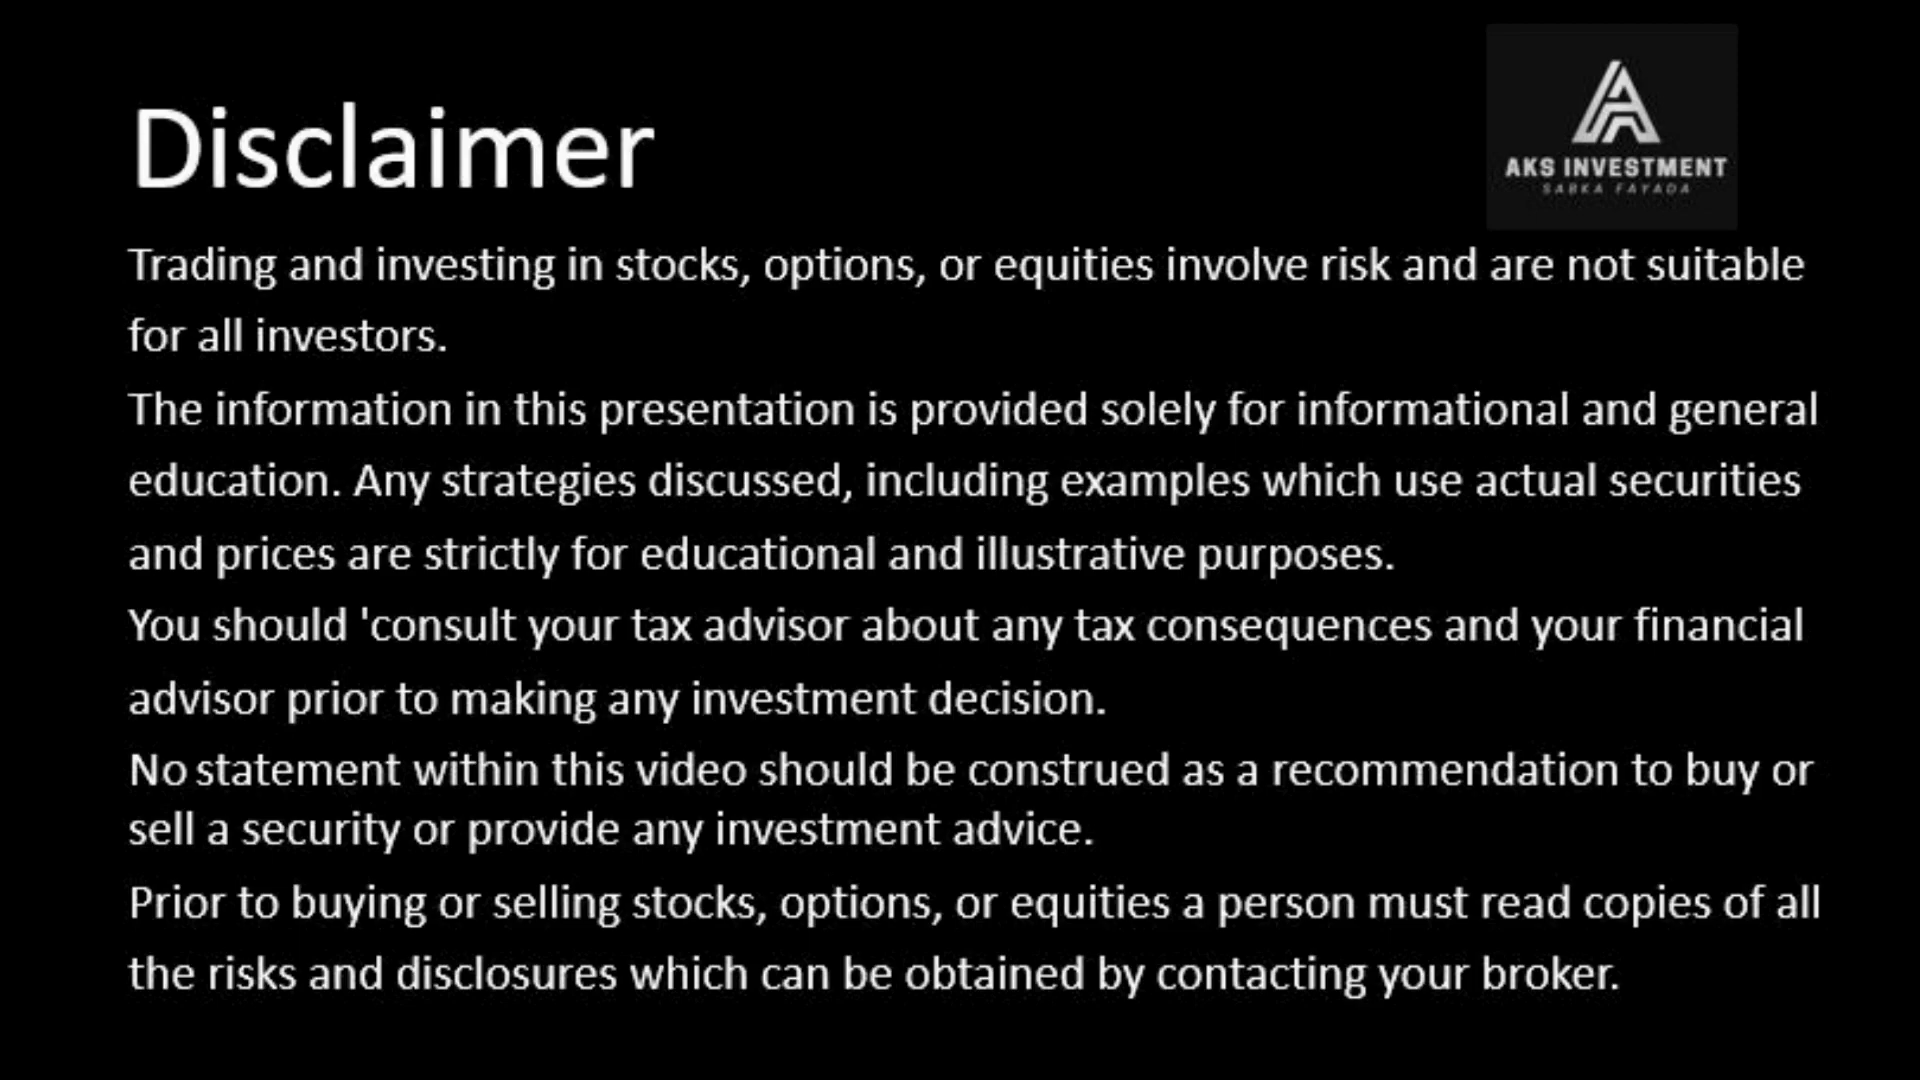 AKS INVESTMENT
SABKA FAYADA
Disclaimer
Trading and investing in stocks, options, or equities involve risk and are not suitable
for all investors.
The information in this presentation is provided solely for informational and general
education. Any strategies discussed, including examples which use actual securities
and prices are strictly for educational and illustrative purposes.
You should 'consult your tax advisor about any tax consequences and your financial
advisor prior to making any investment decision.
No statement within this video should be construed as a recommendation to buy or
sell a security or provide any investment advice.
Prior to buying or selling stocks, options, or equities a person must read copies of all
the risks and disclosures which can be obtained by contacting your broker.